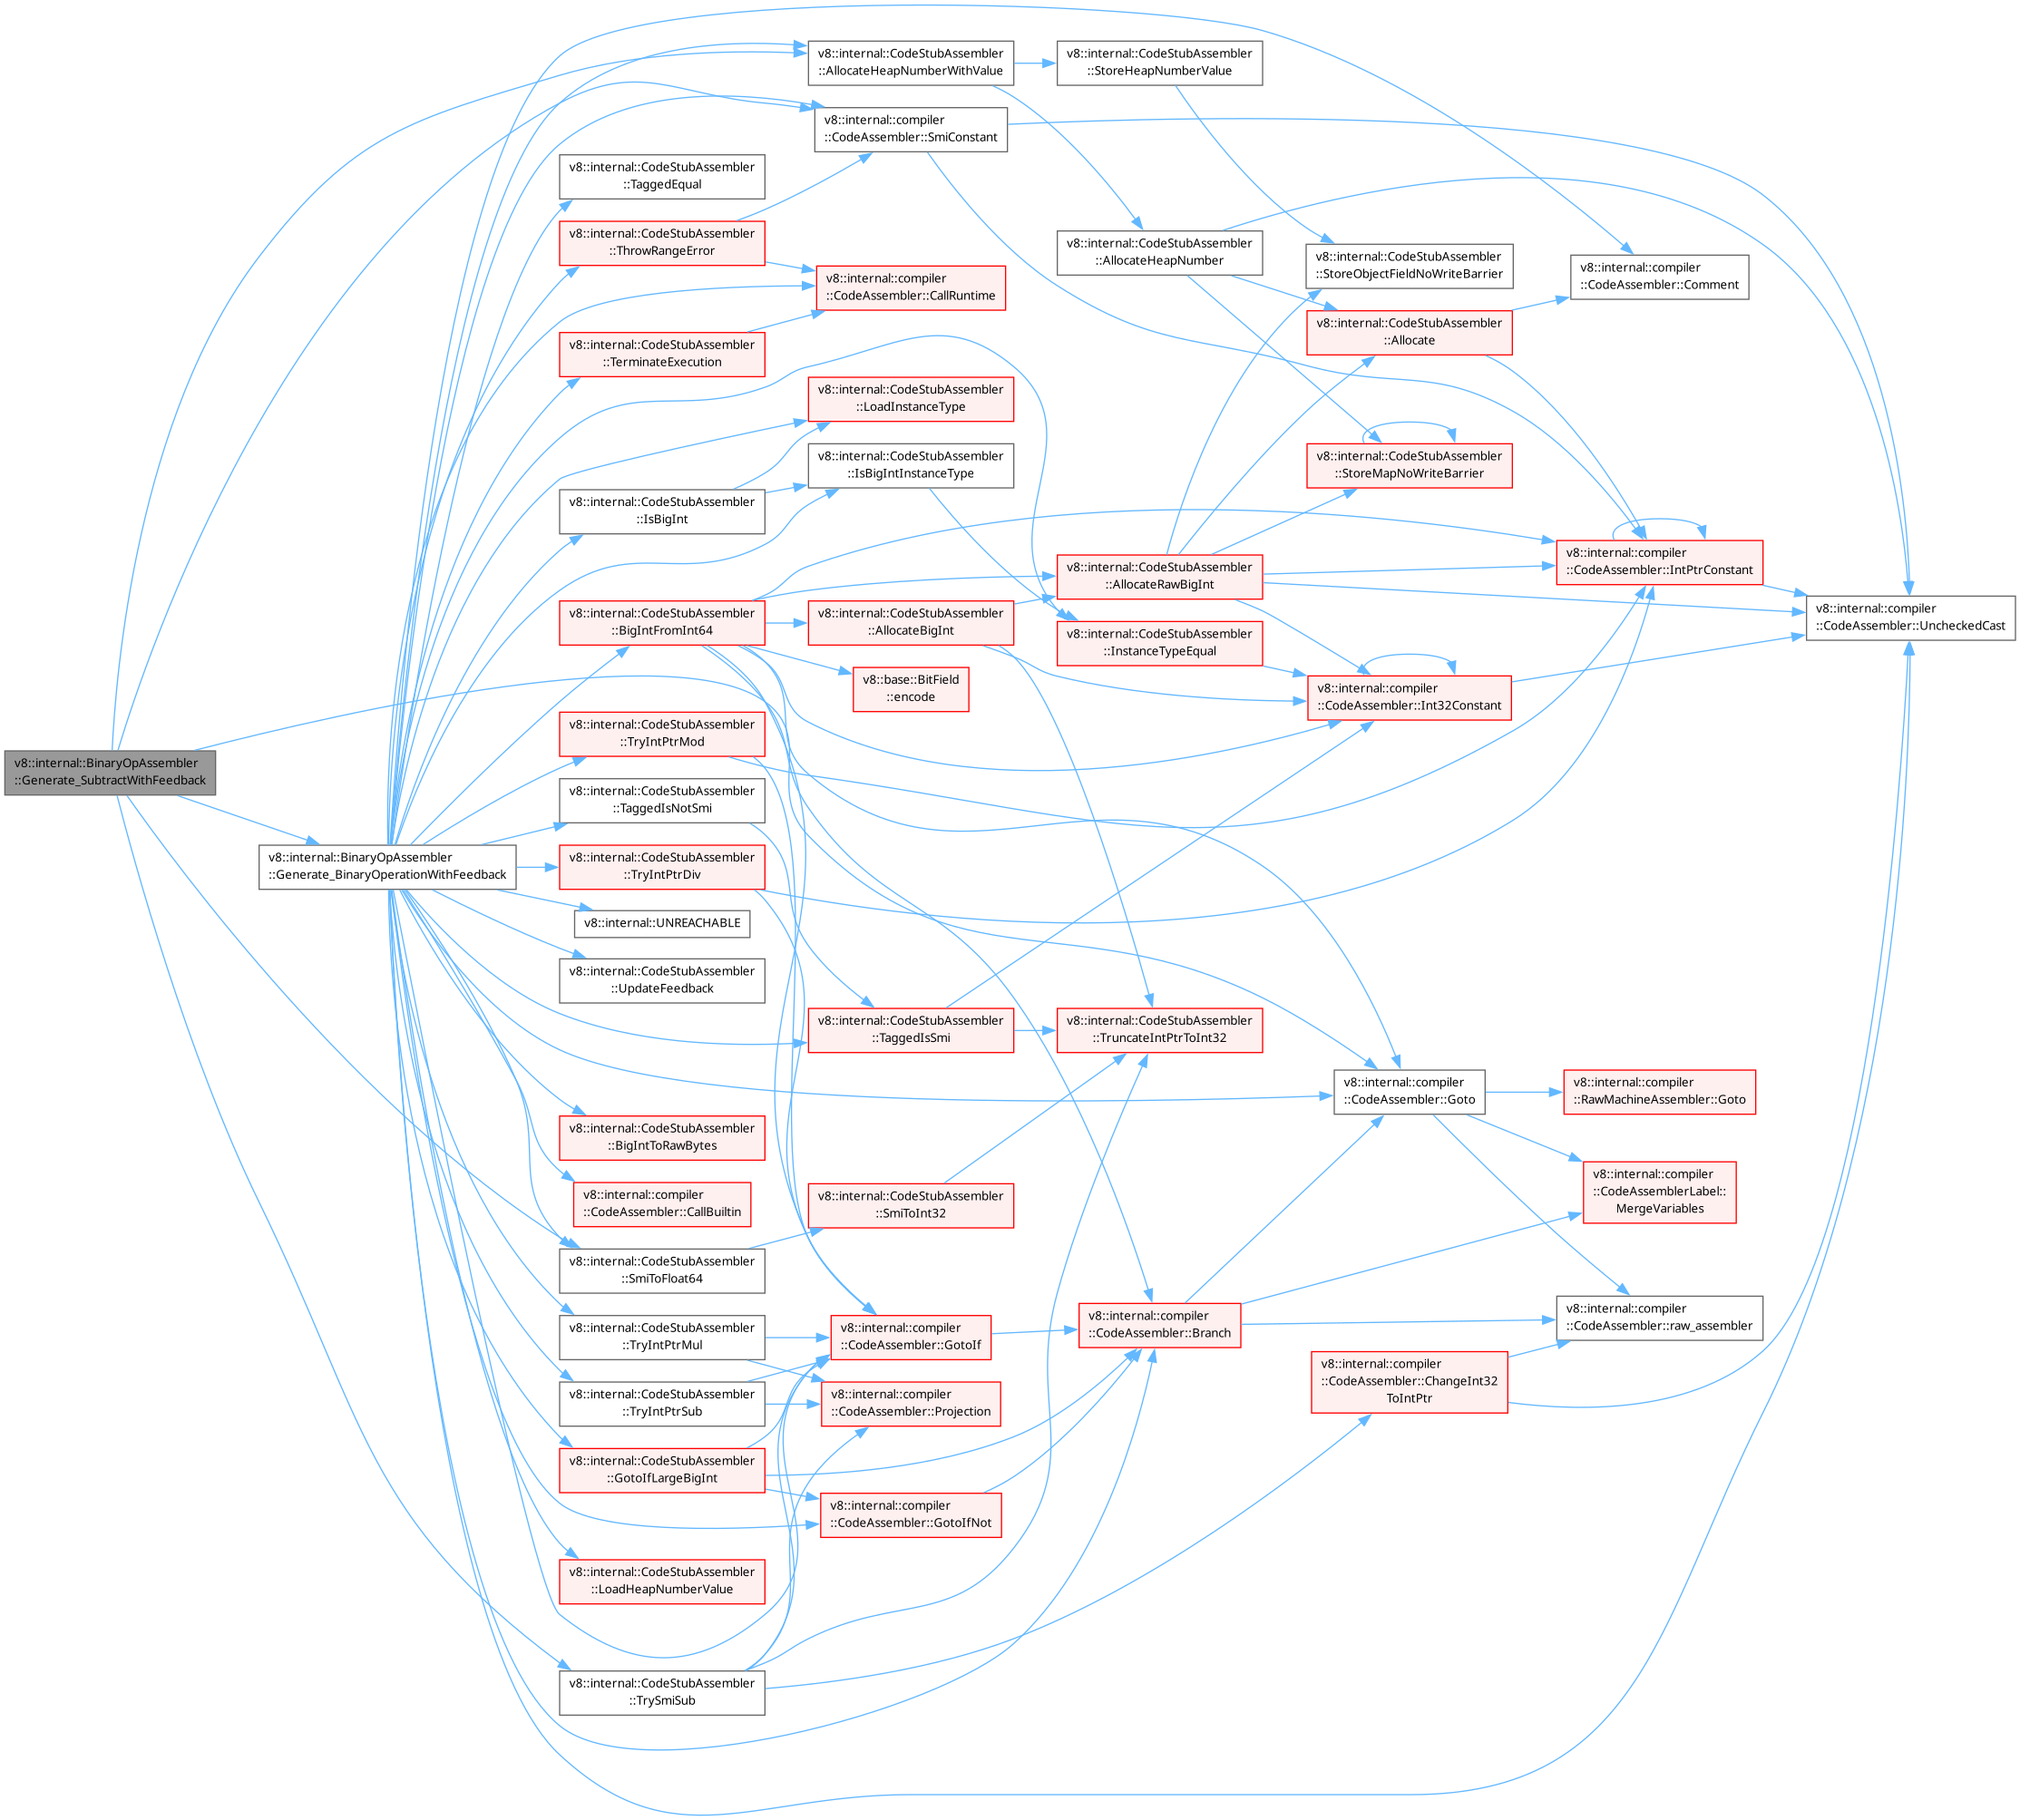 v8::internal::BinaryOpAssembler
::Generate_SubtractWithFeedback
v8::internal::BinaryOpAssembler
::Generate_BinaryOperationWithFeedback
v8::internal::CodeStubAssembler
::TaggedEqual
v8::internal::CodeStubAssembler
::ThrowRangeError
v8::internal::CodeStubAssembler
::TerminateExecution
v8::internal::CodeStubAssembler
::IsBigInt
v8::internal::CodeStubAssembler
::BigIntFromInt64
v8::internal::CodeStubAssembler
::TryIntPtrMod
v8::internal::CodeStubAssembler
::TaggedIsNotSmi
v8::internal::CodeStubAssembler
::TryIntPtrDiv
v8::internal::UNREACHABLE
v8::internal::CodeStubAssembler
::UpdateFeedback
v8::internal::CodeStubAssembler
::BigIntToRawBytes
v8::internal::compiler
::CodeAssembler::CallBuiltin
v8::internal::CodeStubAssembler
::SmiToFloat64
v8::internal::CodeStubAssembler
::TryIntPtrMul
v8::internal::CodeStubAssembler
::TryIntPtrSub
v8::internal::CodeStubAssembler
::GotoIfLargeBigInt
v8::internal::CodeStubAssembler
::LoadHeapNumberValue
v8::internal::CodeStubAssembler
::TrySmiSub
v8::internal::CodeStubAssembler
::AllocateHeapNumberWithValue
v8::internal::compiler
::CodeAssembler::SmiConstant
v8::internal::compiler
::CodeAssembler::CallRuntime
v8::internal::CodeStubAssembler
::LoadInstanceType
v8::internal::CodeStubAssembler
::IsBigIntInstanceType
v8::internal::CodeStubAssembler
::AllocateBigInt
v8::base::BitField
::encode
v8::internal::CodeStubAssembler
::TaggedIsSmi
v8::internal::CodeStubAssembler
::SmiToInt32
v8::internal::compiler
::CodeAssembler::GotoIf
v8::internal::compiler
::CodeAssembler::Projection
v8::internal::compiler
::CodeAssembler::GotoIfNot
v8::internal::CodeStubAssembler
::StoreHeapNumberValue
v8::internal::CodeStubAssembler
::AllocateHeapNumber
v8::internal::CodeStubAssembler
::AllocateRawBigInt
v8::internal::CodeStubAssembler
::InstanceTypeEqual
v8::internal::CodeStubAssembler
::TruncateIntPtrToInt32
v8::internal::compiler
::CodeAssembler::Branch
v8::internal::CodeStubAssembler
::StoreObjectFieldNoWriteBarrier
v8::internal::CodeStubAssembler
::Allocate
v8::internal::CodeStubAssembler
::StoreMapNoWriteBarrier
v8::internal::compiler
::CodeAssembler::Int32Constant
v8::internal::compiler
::CodeAssembler::Goto
v8::internal::compiler
::CodeAssembler::ChangeInt32
ToIntPtr
v8::internal::compiler
::CodeAssembler::Comment
v8::internal::compiler
::CodeAssembler::IntPtrConstant
v8::internal::compiler
::RawMachineAssembler::Goto
v8::internal::compiler
::CodeAssemblerLabel::
MergeVariables
v8::internal::compiler
::CodeAssembler::raw_assembler
v8::internal::compiler
::CodeAssembler::UncheckedCast